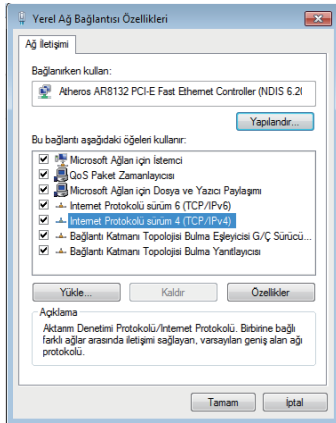 Yerel Ağ Bağlantısı Özellikleri
Ağ İletişimi
Bağlanırken kullan:
Atheros AR8132 PCI-E Fast Ethernet Controller (NDIS 6.20
Yapılandır...
Bu bağlantı aşağıdaki öğeleri kullanır:
Microsoft Ağları için İstemci
QoS Paket Zamanlayıcısı
Microsoft Ağları için Dosya ve Yazıcı Paylaşımı
Internet Protokolü sürüm 6 (TCP/IPv6)
Internet Protokolü sürüm 4 (TCP/IPv4)
Bağlantı Katmanı Topolojisi Bulma Eşleyicisi G/Ç Sürücü...
Bağlantı Katmanı Topolojisi Bulma Yanıtlayıcısı
Yükle... Kaldır Özellikler
Açıklama
Aktarım Denetimi Protokolü/Internet Protokolü. Birbirine bağlı
farklı ağlar arasında iletişimi sağlayan, varsayılan geniş alan ağı
protokolü.
Tamam İptal